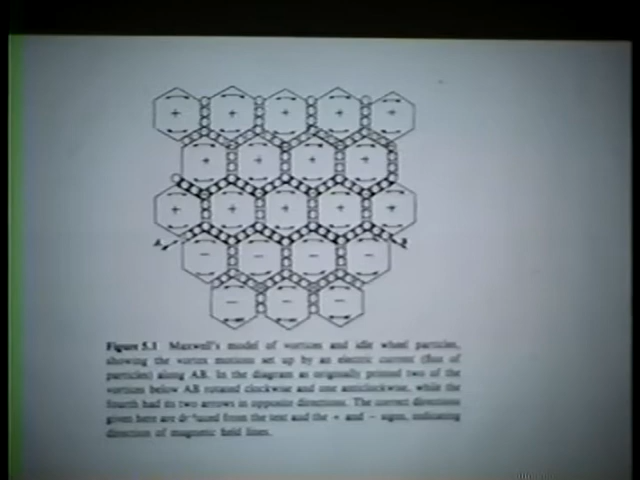 A
B
Figure 5.1 Maxwell's model of vortices and idle wheel particles,
showing the vortex motions set up by an electric current (flux of
particles) along AB. In the diagram as originally printed two of the
vortices below AB rotated clockwise and one anticlockwise, while the
fourth had its two arrows in opposite directions. The correct directions
given here are deduced from the text and the + and − signs, indicating
direction of magnetic field lines.